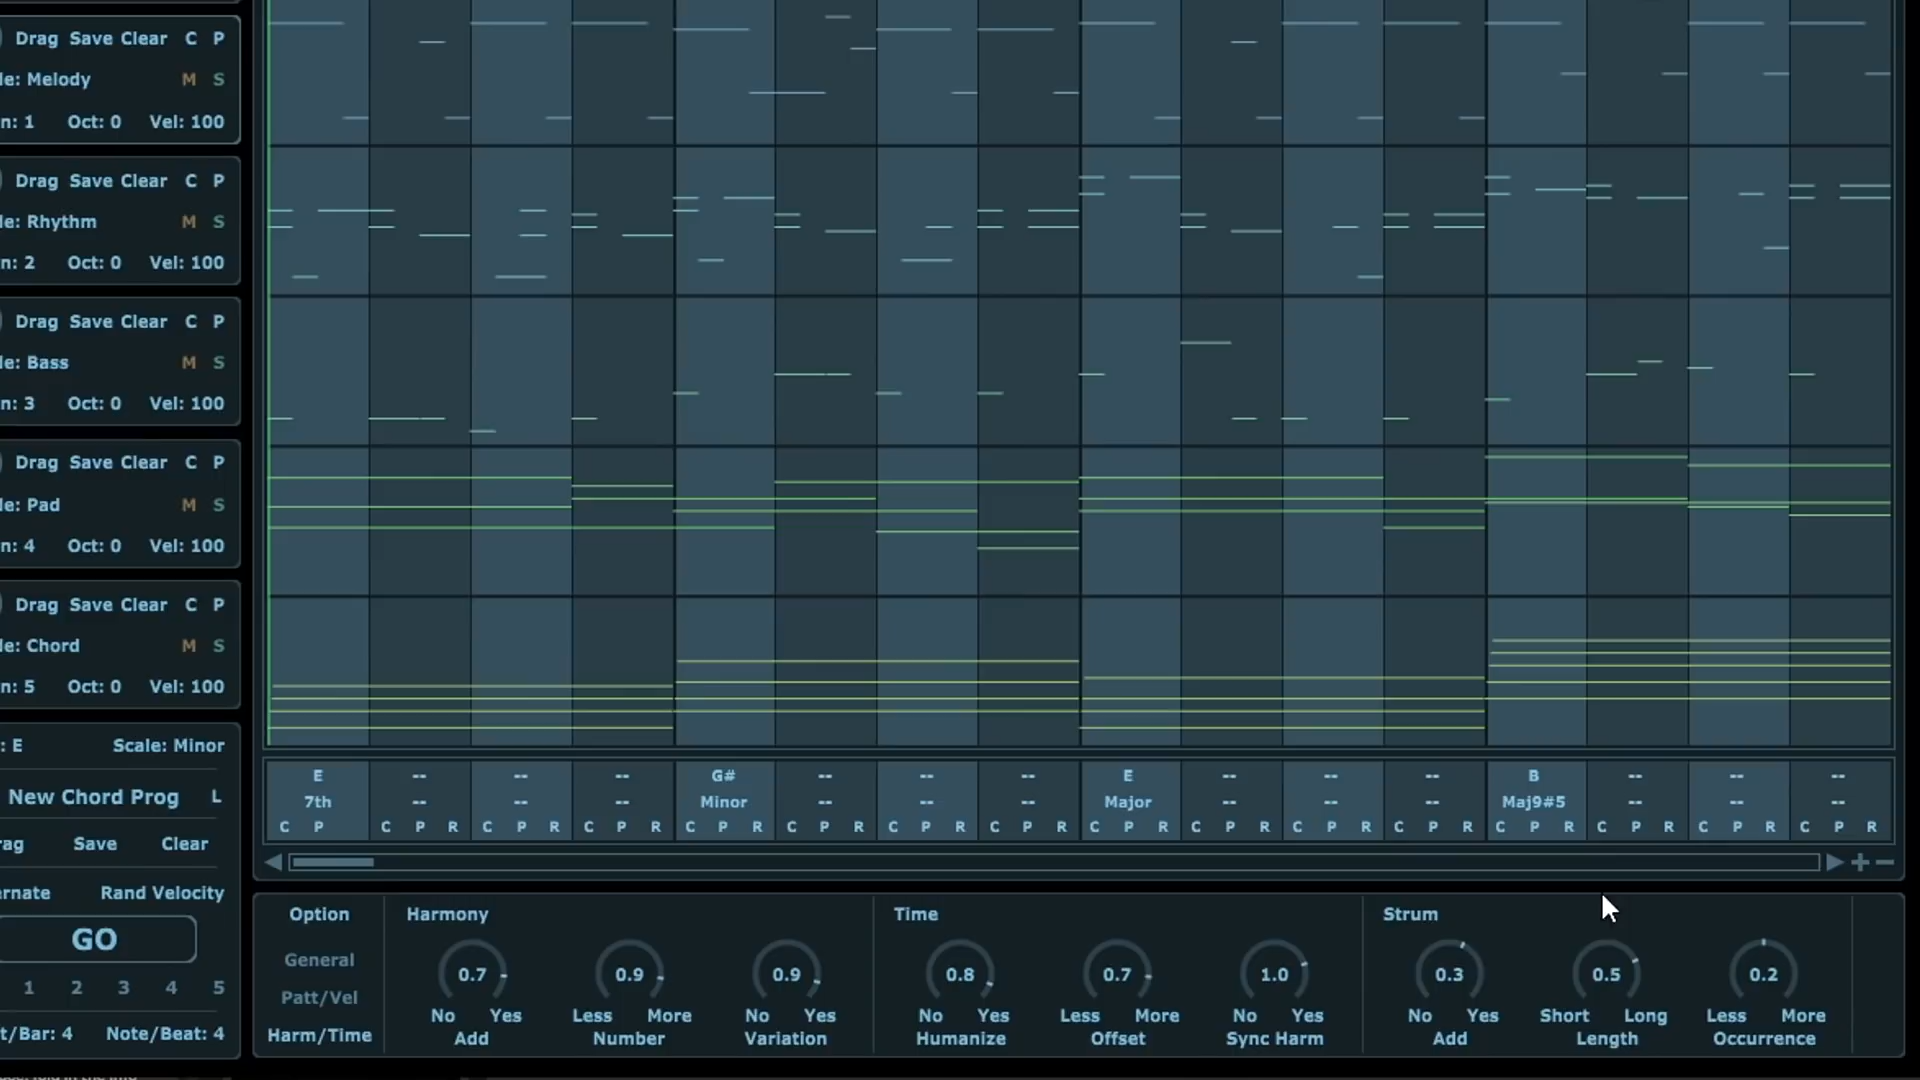 Drag Save Clear C P
le: Melody M S
n: 1 Oct: 0 Vel: 100
Drag Save Clear C P
le: Rhythm M S
n: 2 Oct: 0 Vel: 100
Drag Save Clear C P
le: Bass M S
n: 3 Oct: 0 Vel: 100
Drag Save Clear C P
le: Pad M S
n: 4 Oct: 0 Vel: 100
Drag Save Clear C P
le: Chord M S
n: 5 Oct: 0 Vel: 100
: E Scale: Minor
New Chord Prog L
rag Save Clear
ernate Rand Velocity
GO
1 2 3 4 5
t/Bar: 4 Note/Beat: 4
E -- -- -- G# -- -- -- E -- -- -- B -- -- --
7th -- -- -- Minor -- -- -- Major -- -- -- Maj9#5 -- -- --
C P C P R C P R C P R C P R C P R C P R C P R C P R C P R C P R C P R C P R C P R C P R C P R
Option Harmony Time Strum
General
Patt/Vel
Harm/Time
0.7 0.9 0.9 0.8 0.7 1.0 0.3 0.5 0.2
No Yes Less More No Yes No Yes Less More No Yes No Yes Short Long Less More
Add Number Variation Humanize Offset Sync Harm Add Length Occurrence